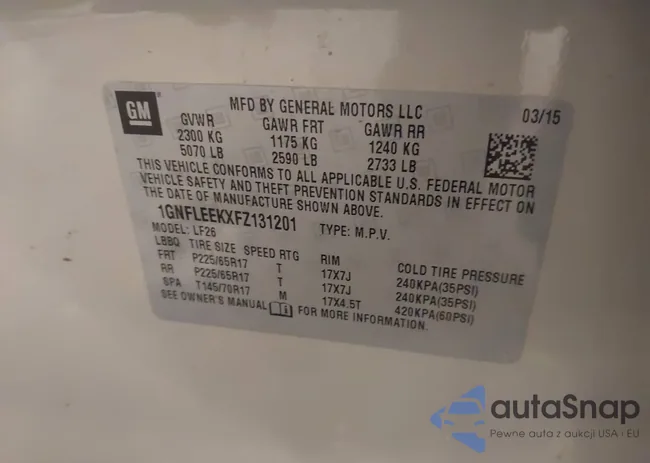 GM
MFD BY GENERAL MOTORS LLC 03/15
GVWR GAWR FRT GAWR RR
2300 KG 1175 KG 1240 KG
5070 LB 2590 LB 2733 LB
THIS VEHICLE CONFORMS TO ALL APPLICABLE U.S. FEDERAL MOTOR
VEHICLE SAFETY AND THEFT PREVENTION STANDARDS IN EFFECT ON
THE DATE OF MANUFACTURE SHOWN ABOVE.
1GNFLEEKXFZ131201 TYPE: M.P.V.
MODEL: LF26
LBBQ TIRE SIZE SPEED RTG RIM COLD TIRE PRESSURE
FRT P225/65R17 T 17X7J 240KPA(35PSI)
RR P225/65R17 T 17X7J 240KPA(35PSI)
SPA T145/70R17 M 17X4.5T 420KPA(60PSI)
SEE OWNER'S MANUAL FOR MORE INFORMATION.
autaSnap
Pewne auta z aukcji USA i EU